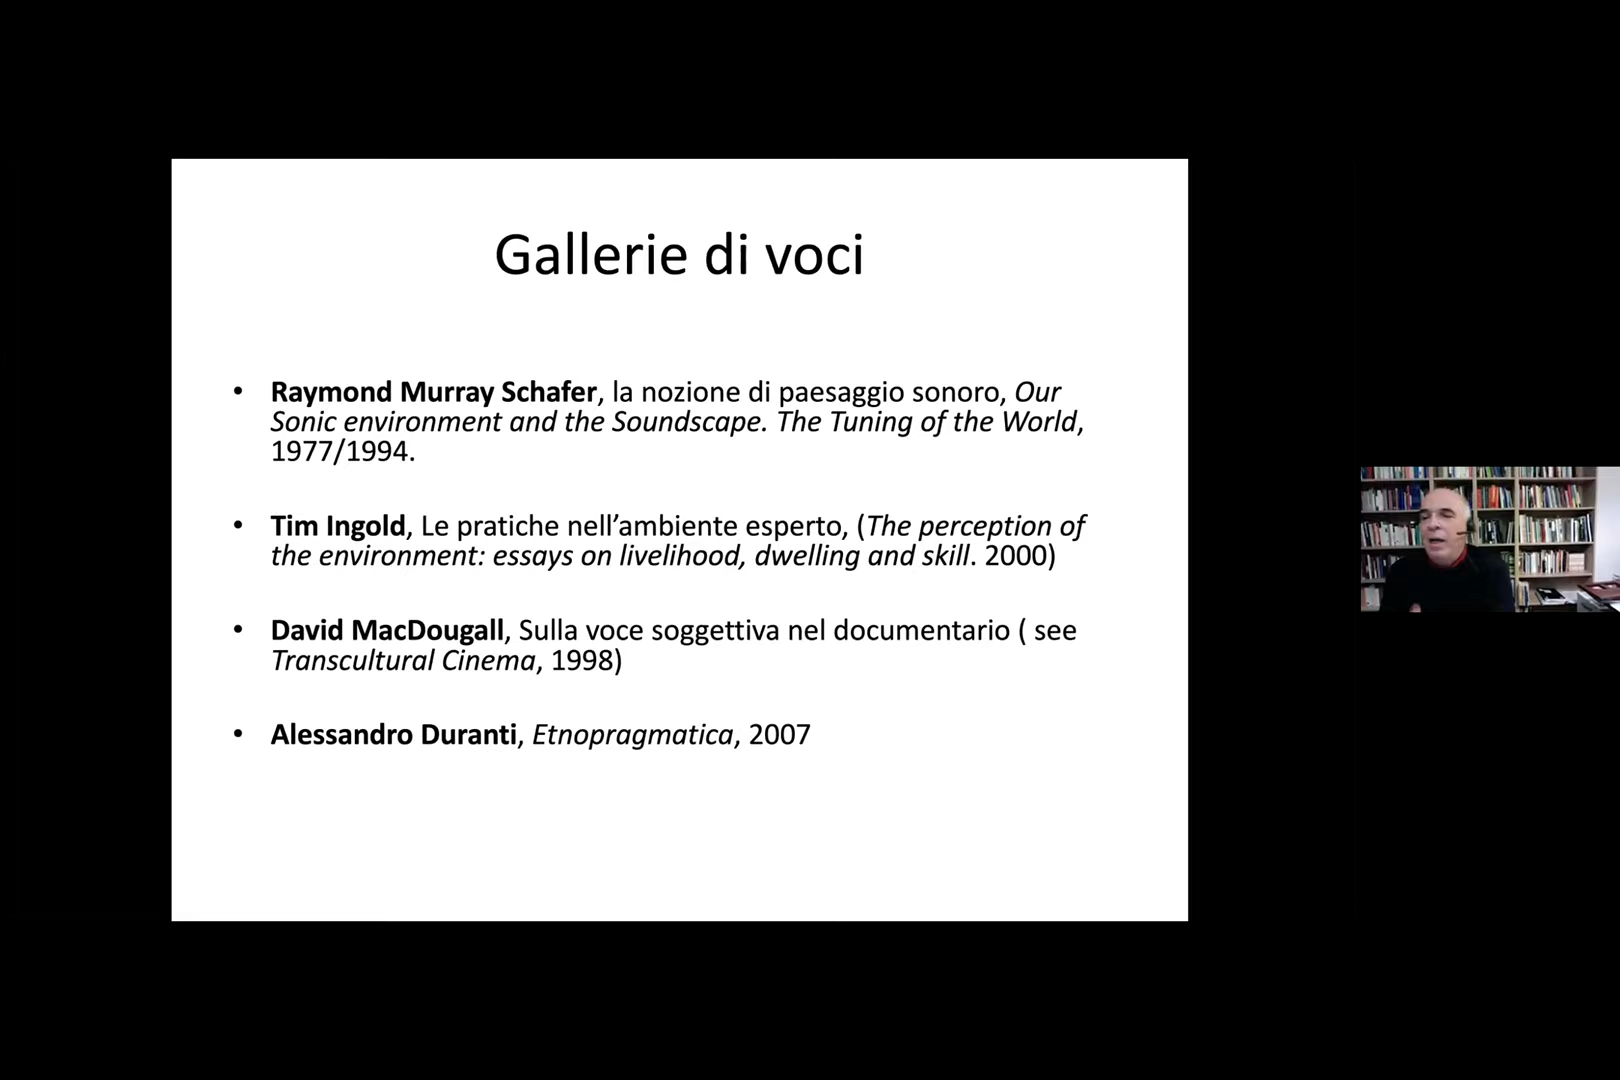 Gallerie di voci
• Raymond Murray Schafer, la nozione di paesaggio sonoro, Our
Sonic environment and the Soundscape. The Tuning of the World,
1977/1994.
• Tim Ingold, Le pratiche nell’ambiente esperto, (The perception of
the environment: essays on livelihood, dwelling and skill. 2000)
• David MacDougall, Sulla voce soggettiva nel documentario ( see
Transcultural Cinema, 1998)
• Alessandro Duranti, Etnopragmatica, 2007